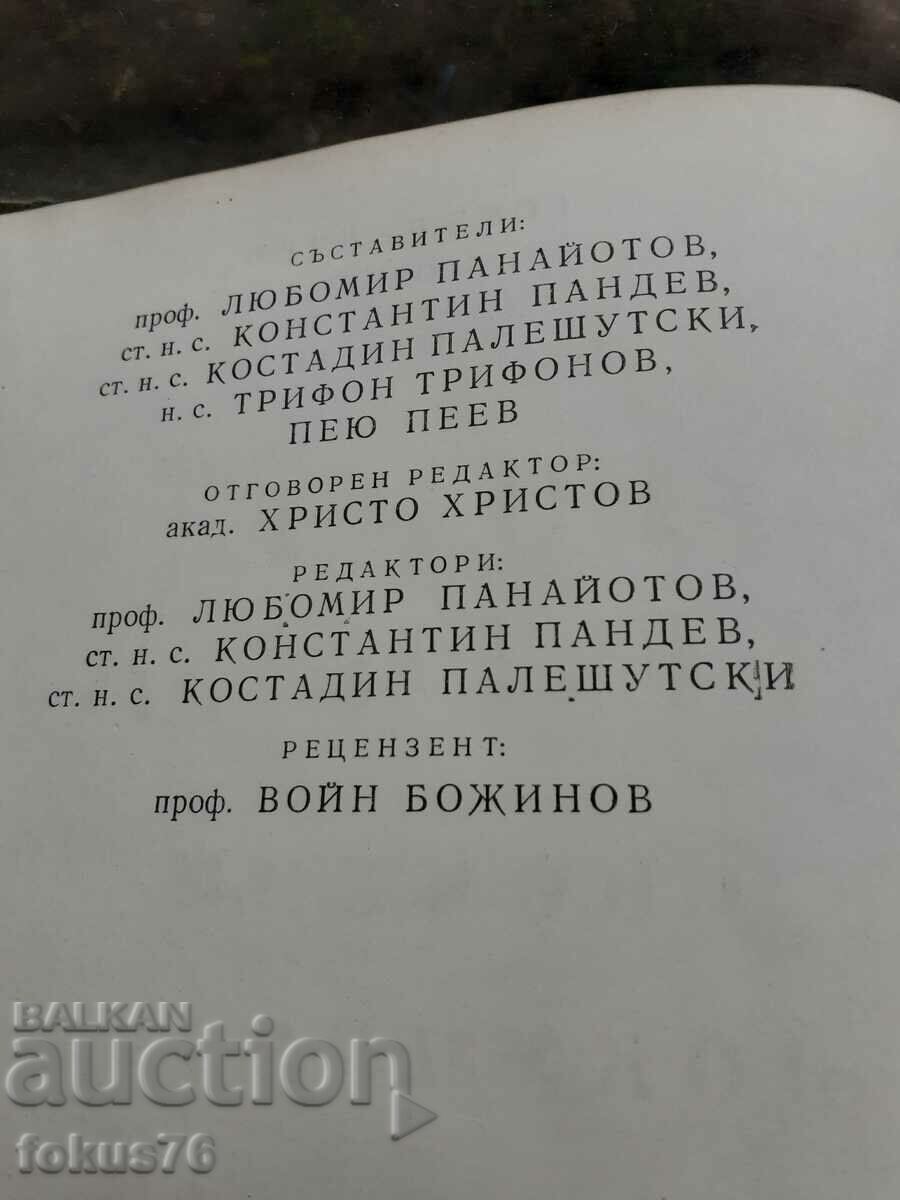 СЪСТАВИТЕЛИ:
проф. ЛЮБОМИР ПАНАЙОТОВ,
ст. н. с. КОНСТАНТИН ПАНДЕВ,
ст. н. с. КОСТАДИН ПАЛЕШУТСКИ,
н. с. ТРИФОН ТРИФОНОВ,
ПЕЮ ПЕЕВ
ОТГОВОРЕН РЕДАКТОР:
акад. ХРИСТО ХРИСТОВ
РЕДАКТОРИ:
проф. ЛЮБОМИР ПАНАЙОТОВ,
ст. н. с. КОНСТАНТИН ПАНДЕВ,
ст. н. с. КОСТАДИН ПАЛЕШУТСКИ
РЕЦЕНЗЕНТ:
проф. ВОЙН БОЖИНОВ
BALKAN
auction
fokus76